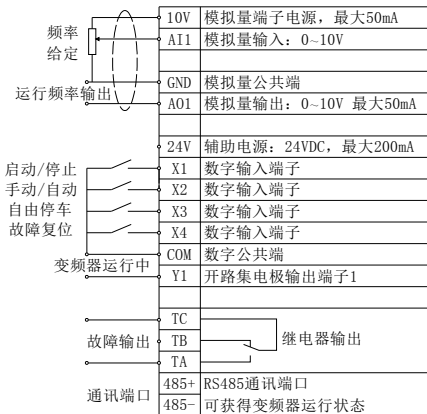 10V 模拟量端子电源，最大50mA
频率
给定
AI1 模拟量输入：0~10V
GND 模拟量公共端
运行频率输出
AO1 模拟量输出：0~10V 最大50mA
24V 辅助电源：24VDC，最大200mA
启动/停止 X1 数字输入端子
手动/自动 X2 数字输入端子
自由停车 X3 数字输入端子
故障复位 X4 数字输入端子
COM 数字公共端
变频器运行中
Y1 开路集电极输出端子1
TC
故障输出 TB 继电器输出
TA
通讯端口
485+ RS485通讯端口
485- 可获得变频器运行状态